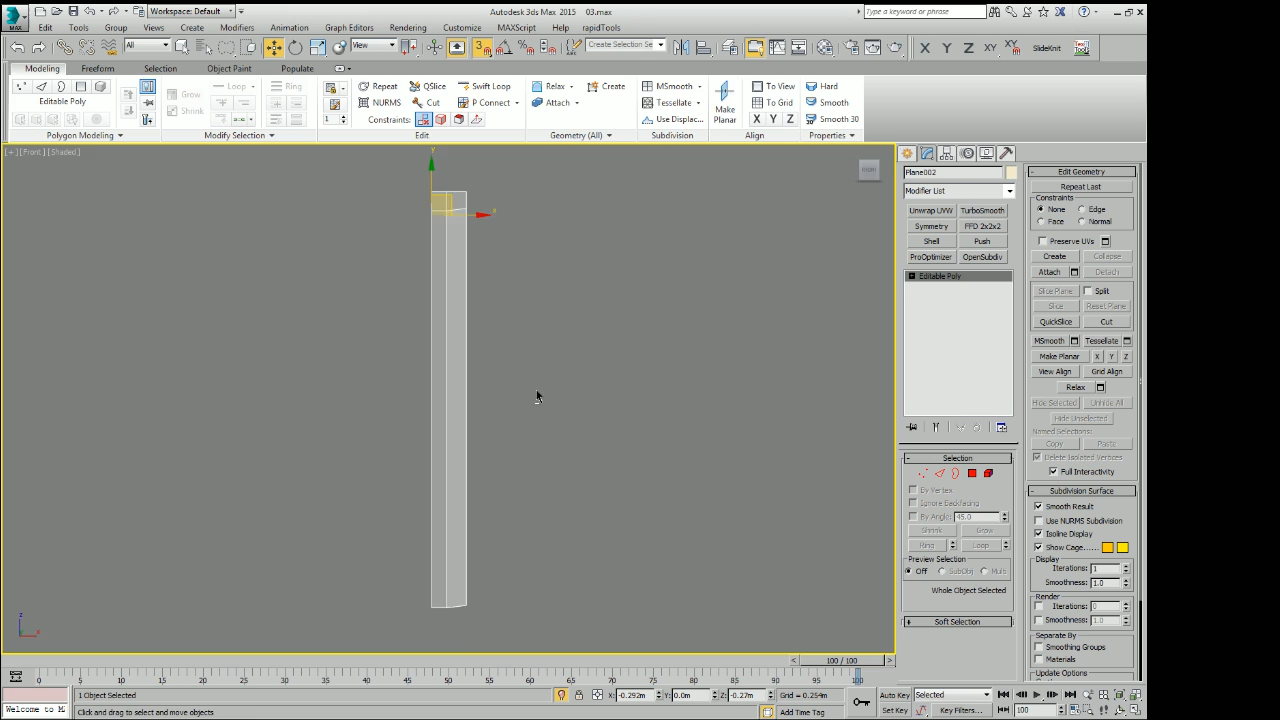 MAX
Workspace: Default
Autodesk 3ds Max 2015
03.max
Type a keyword or phrase
Edit Tools Group Views Create Modifiers Animation Graph Editors Rendering Customize MAXScript Help rapidTools
All View 3 Create Selection Se X Y Z XY XY SlideKnit
Modeling Freeform Selection Object Paint Populate
Editable Poly
Polygon Modeling
Grow Shrink Loop Ring
Modify Selection
Repeat QSlice Swift Loop
NURMS Cut P Connect
1 Constraints:
Edit
Relax Create
Attach
Geometry (All)
MSmooth
Tessellate
Use Displac...
Subdivision
Make Planar
To View
To Grid
X Y Z
Align
Hard
Smooth
Smooth 30
Properties
[+] [Front] [Shaded]
FRONT
Plane002
Modifier List
Unwrap UVW TurboSmooth
Symmetry FFD 2x2x2
Shell Push
ProOptimizer OpenSubdiv
Editable Poly
Selection
By Vertex
Ignore Backfacing
By Angle: 45.0
Shrink Grow
Ring Loop
Preview Selection
Off SubObj Multi
Whole Object Selected
Soft Selection
Edit Geometry
Repeat Last
Constraints
None Edge
Face Normal
Preserve UVs
Create Collapse
Attach Detach
Slice Plane Split
Slice Reset Plane
QuickSlice Cut
MSmooth Tessellate
Make Planar X Y Z
View Align Grid Align
Relax
Hide Selected Unhide All
Hide Unselected
Named Selections:
Copy Paste
Delete Isolated Vertices
Full Interactivity
Subdivision Surface
Smooth Result
Use NURMS Subdivision
Isoline Display
Show Cage......
Display
Iterations: 1
Smoothness: 1.0
Render
Iterations: 0
Smoothness: 1.0
Separate By
Smoothing Groups
Materials
Update Options
100 / 100
0 5 10 15 20 25 30 35 40 45 50 55 60 65 70 75 80 85 90 95 100
1 Object Selected X: -0.292m Y: 0.0m Z: -0.27m Grid = 0.254m Auto Key Selected
Welcome to M Click and drag to select and move objects Add Time Tag Set Key Key Filters... 100